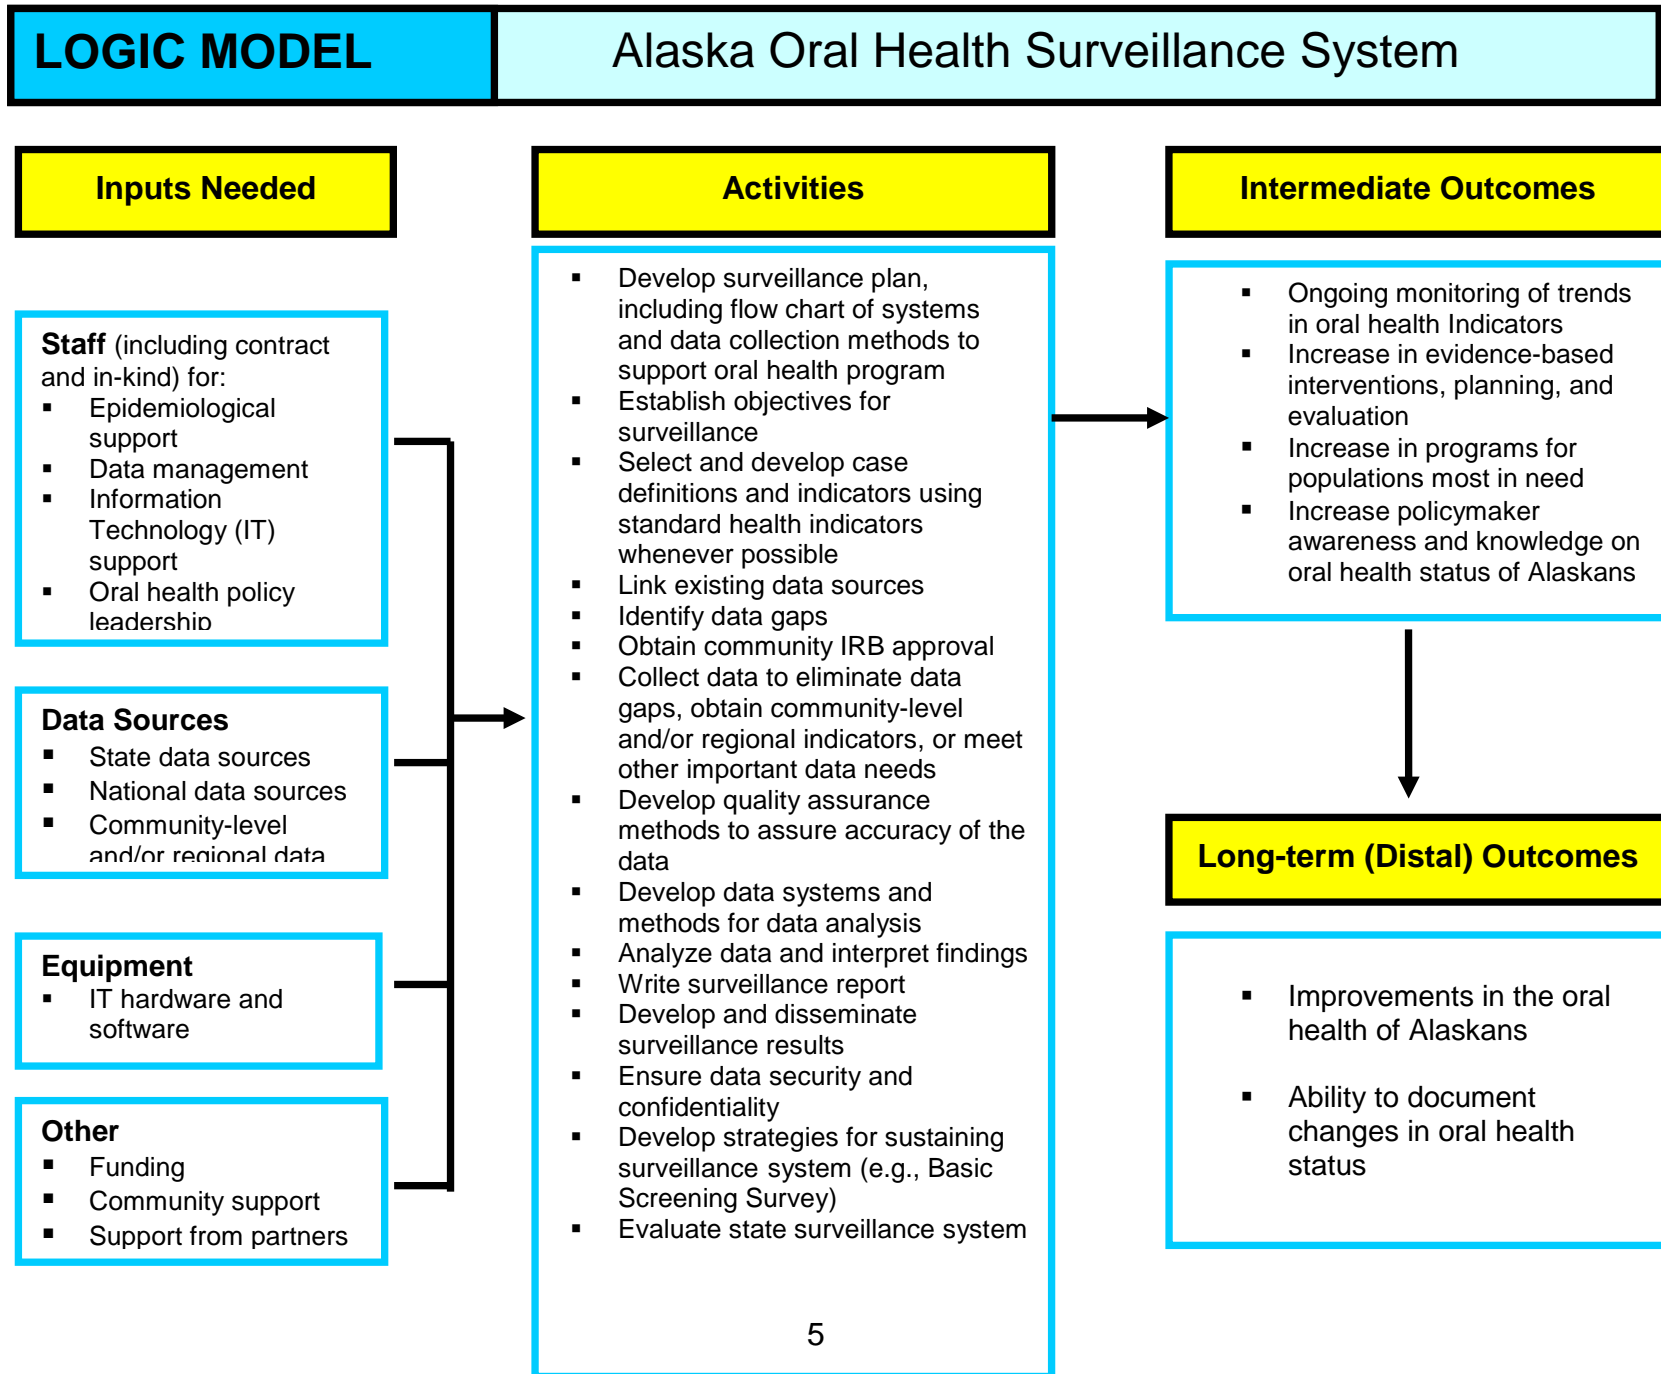 LOGIC MODEL
Alaska Oral Health Surveillance System
Inputs Needed
Staff (including contract
and in-kind) for:
▪ Epidemiological
support
▪ Data management
▪ Information
Technology (IT)
support
▪ Oral health policy
leadership
Data Sources
▪ State data sources
▪ National data sources
▪ Community-level
and/or regional data
Equipment
▪ IT hardware and
software
Other
▪ Funding
▪ Community support
▪ Support from partners
Activities
▪ Develop surveillance plan,
including flow chart of systems
and data collection methods to
support oral health program
▪ Establish objectives for
surveillance
▪ Select and develop case
definitions and indicators using
standard health indicators
whenever possible
▪ Link existing data sources
▪ Identify data gaps
▪ Obtain community IRB approval
▪ Collect data to eliminate data
gaps, obtain community-level
and/or regional indicators, or meet
other important data needs
▪ Develop quality assurance
methods to assure accuracy of the
data
▪ Develop data systems and
methods for data analysis
▪ Analyze data and interpret findings
▪ Write surveillance report
▪ Develop and disseminate
surveillance results
▪ Ensure data security and
confidentiality
▪ Develop strategies for sustaining
surveillance system (e.g., Basic
Screening Survey)
▪ Evaluate state surveillance system
Intermediate Outcomes
▪ Ongoing monitoring of trends
in oral health Indicators
▪ Increase in evidence-based
interventions, planning, and
evaluation
▪ Increase in programs for
populations most in need
▪ Increase policymaker
awareness and knowledge on
oral health status of Alaskans
Long-term (Distal) Outcomes
▪ Improvements in the oral
health of Alaskans
▪ Ability to document
changes in oral health
status
5